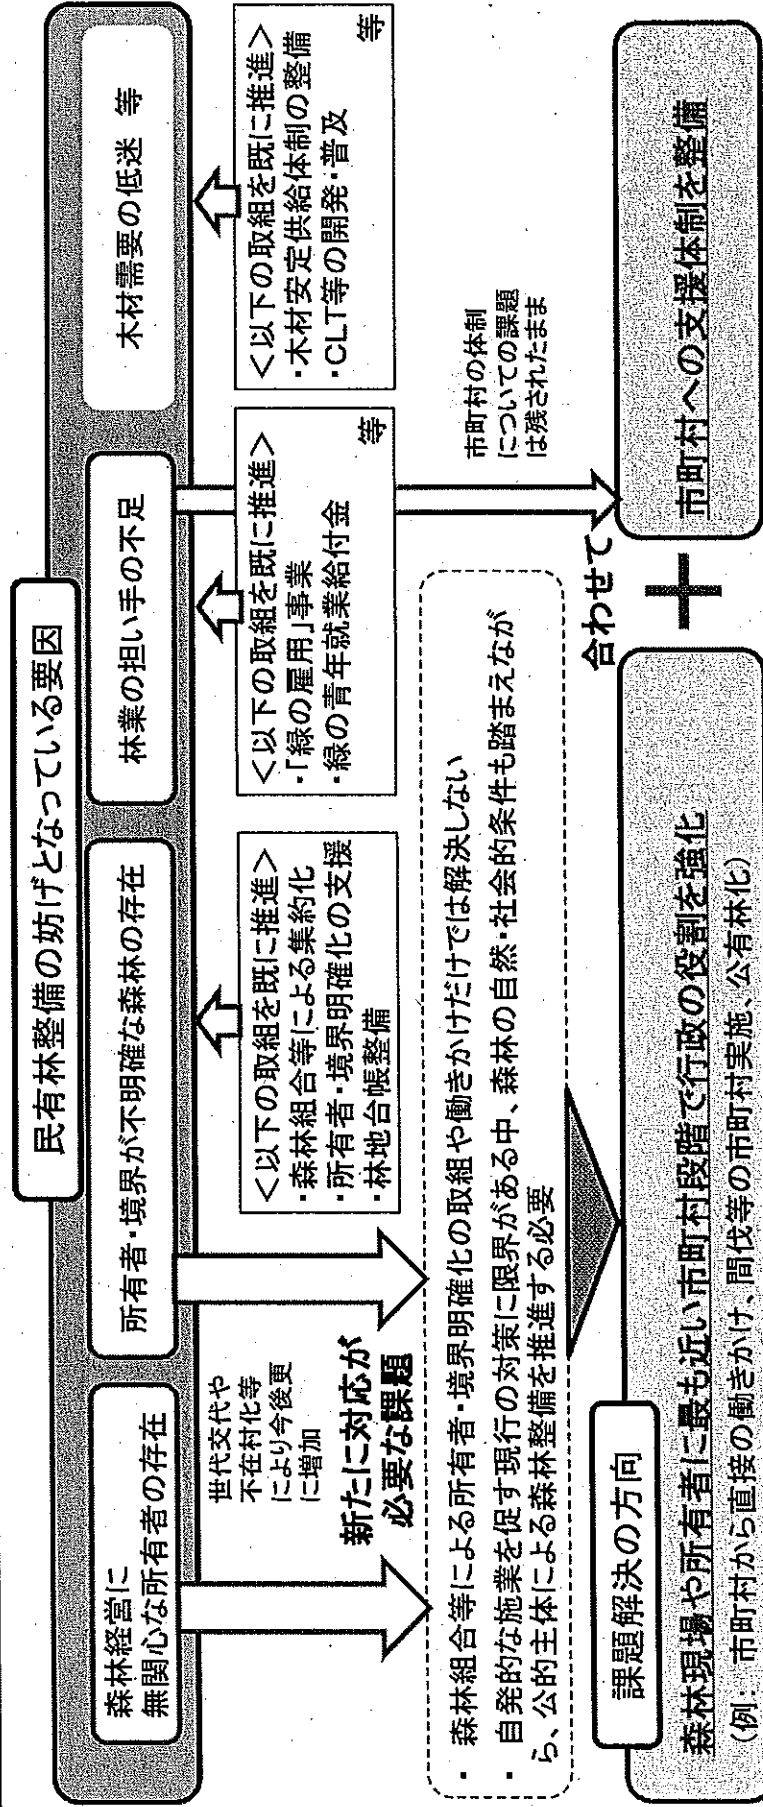 民有林整備の妨げとなっている要因
森林経営に
無関心な所有者の存在
所有者・境界が不明確な森林の存在
林業の担い手の不足
木材需要の低迷 等
世代交代や
不在村化等
により今後更
に増加
新たに対応が
必要な課題
＜以下の取組を既に推進＞
・森林組合等による集約化
・所有者・境界明確化の支援
・林地台帳整備
＜以下の取組を既に推進＞
・「緑の雇用」事業
・緑の青年就業給付金
等
＜以下の取組を既に推進＞
・木材安定供給体制の整備
・CLT等の開発・普及
等
・ 森林組合等による所有者・境界明確化の取組や働きかけだけでは解決しない
・ 自発的な施業を促す現行の対策に限界がある中、森林の自然・社会的条件も踏まえなが
ら、公的主体による森林整備を推進する必要
市町村の体制
についての課題
は残されたまま
課題解決の方向
森林現場や所有者に最も近い市町村段階で行政の役割を強化
（例： 市町村から直接の働きかけ、間伐等の市町村実施、公有林化）
合わせて
＋
市町村への支援体制を整備